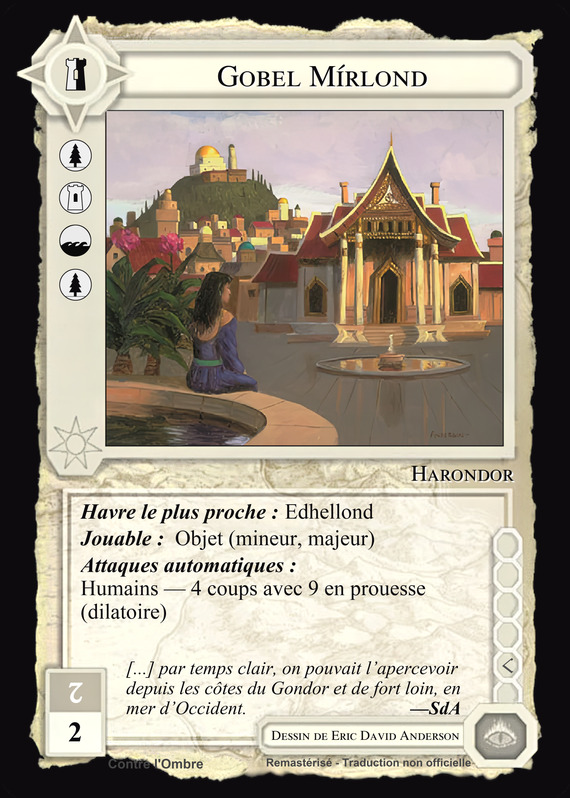 GOBEL MÍRLOND
HARONDOR
Havre le plus proche : Edhellond
Jouable : Objet (mineur, majeur)
Attaques automatiques :
Humains — 4 coups avec 9 en prouesse
(dilatoire)
[...] par temps clair, on pouvait l’apercevoir
depuis les côtes du Gondor et de fort loin, en
mer d’Occident. —SdA
2
2
DESSIN DE ERIC DAVID ANDERSON
Contre l'Ombre
Remastérisé - Traduction non officielle